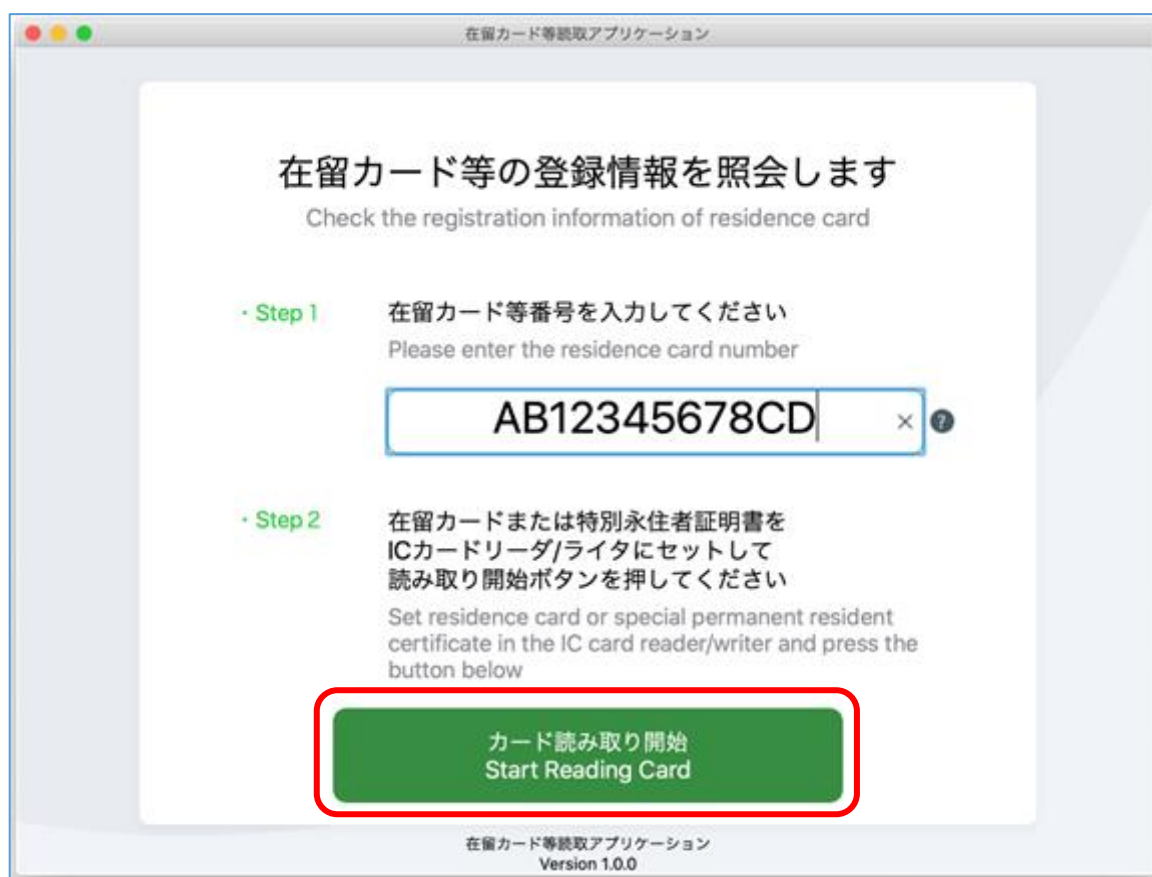 在留カード等読取アプリケーション
在留カード等の登録情報を照会します
Check the registration information of residence card
・Step 1
在留カード等番号を入力してください
Please enter the residence card number
AB12345678CD
×
?
・Step 2
在留カードまたは特別永住者証明書を
ICカードリーダ/ライタにセットして
読み取り開始ボタンを押してください
Set residence card or special permanent resident
certificate in the IC card reader/writer and press the
button below
カード読み取り開始
Start Reading Card
在留カード等読取アプリケーション
Version 1.0.0